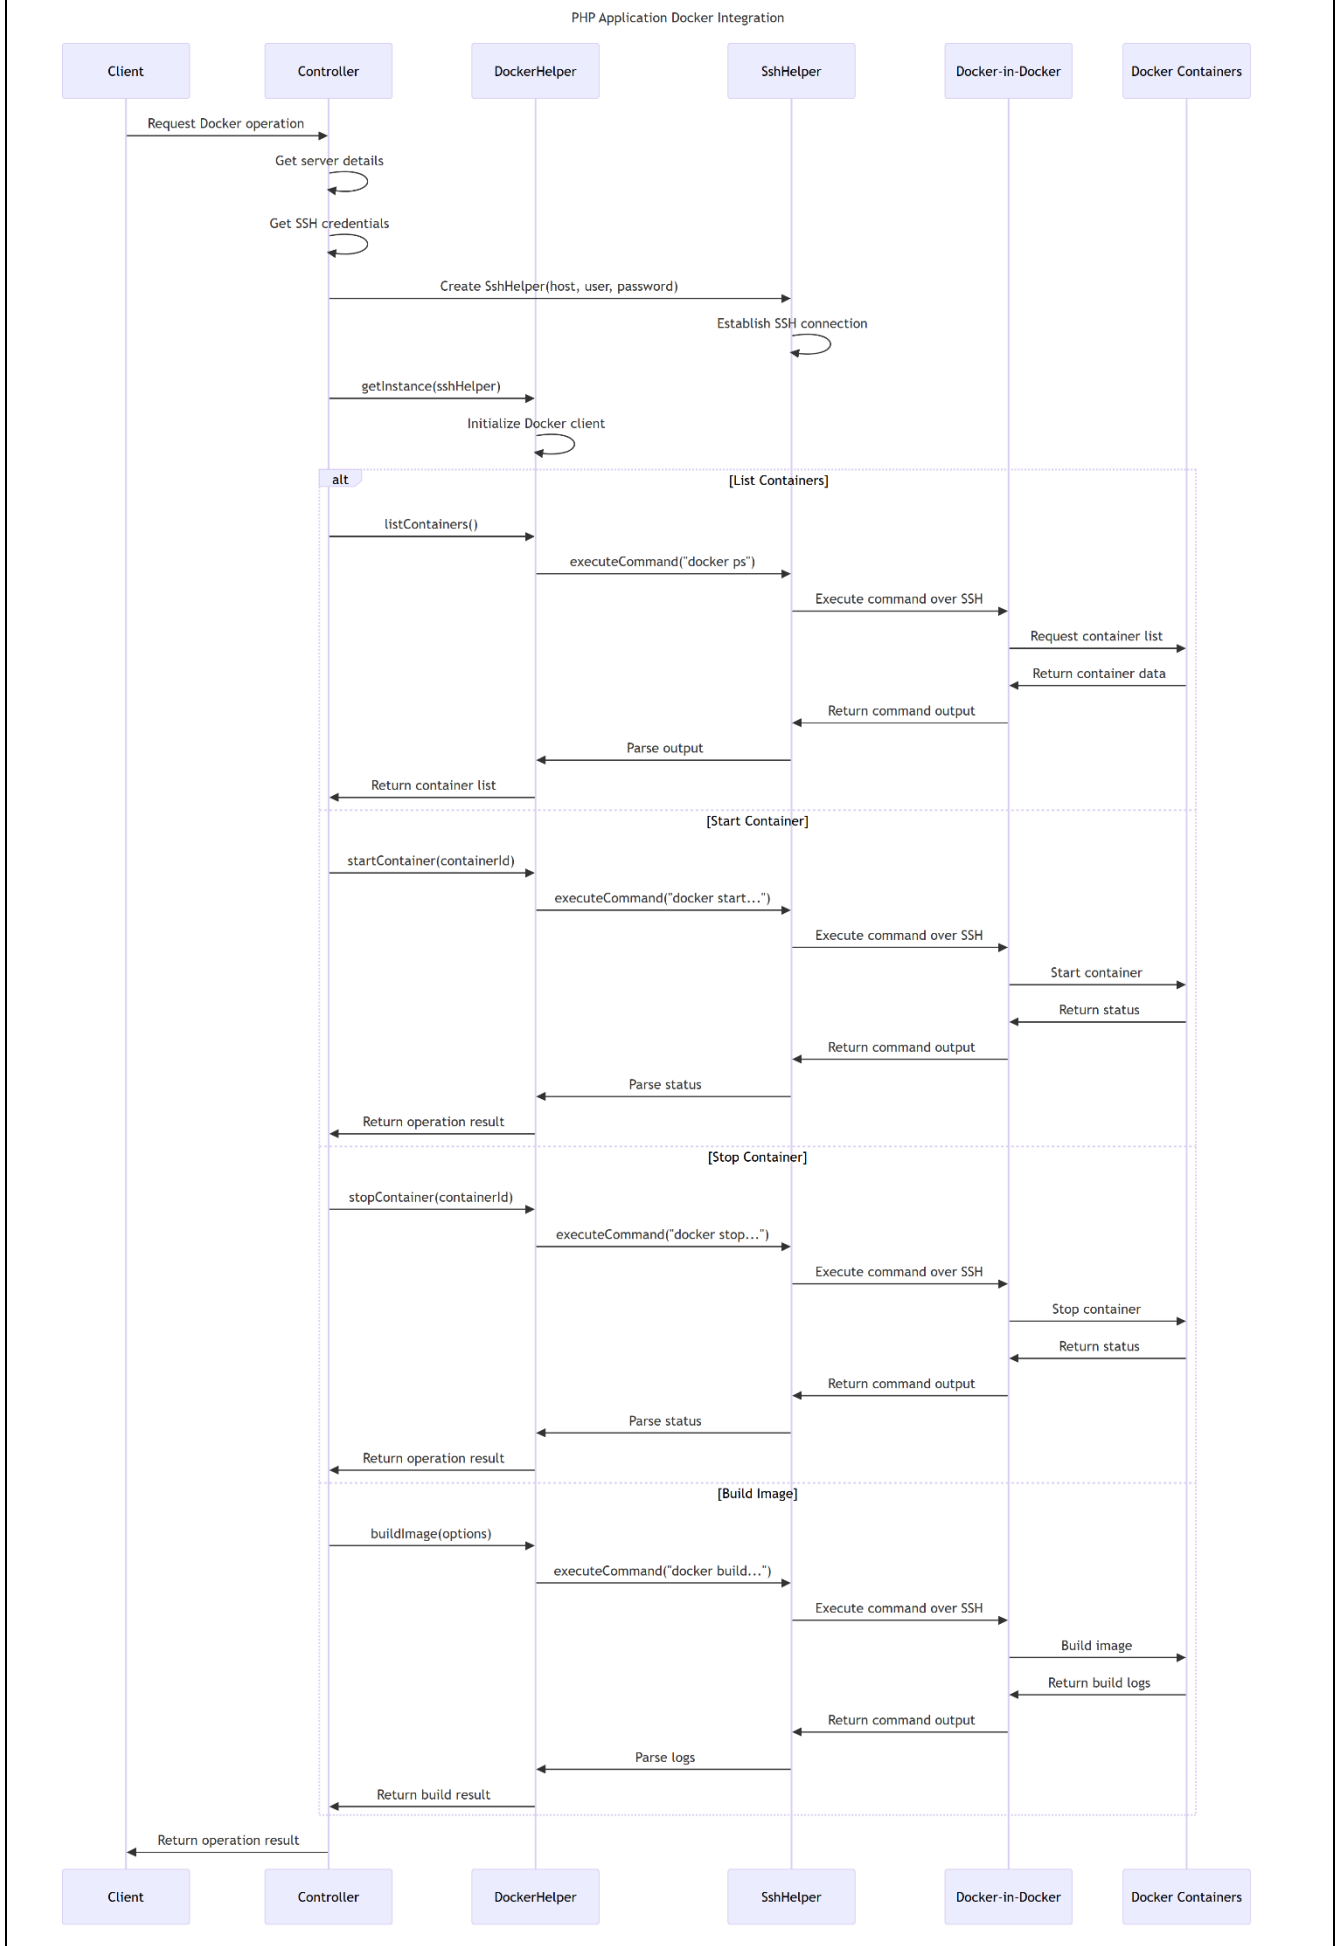 PHP Application Docker Integration
Client
Controller
DockerHelper
SshHelper
Docker-in-Docker
Docker Containers
Request Docker operation
Get server details
Get SSH credentials
Create SshHelper(host, user, password)
Establish SSH connection
getInstance(sshHelper)
Initialize Docker client
alt
[List Containers]
listContainers()
executeCommand("docker ps")
Execute command over SSH
Request container list
Return container data
Return command output
Parse output
Return container list
[Start Container]
startContainer(containerId)
executeCommand("docker start...")
Execute command over SSH
Start container
Return status
Return command output
Parse status
Return operation result
[Stop Container]
stopContainer(containerId)
executeCommand("docker stop...")
Execute command over SSH
Stop container
Return status
Return command output
Parse status
Return operation result
[Build Image]
buildImage(options)
executeCommand("docker build...")
Execute command over SSH
Build image
Return build logs
Return command output
Parse logs
Return build result
Return operation result
Client
Controller
DockerHelper
SshHelper
Docker-in-Docker
Docker Containers